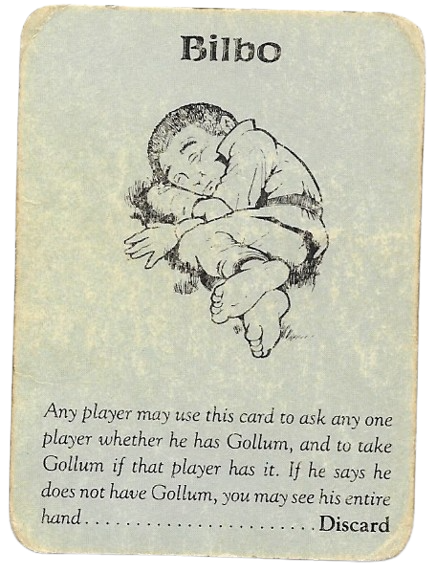 Bilbo
Any player may use this card to ask any one
player whether he has Gollum, and to take
Gollum if that player has it. If he says he
does not have Gollum, you may see his entire
hand.......................Discard